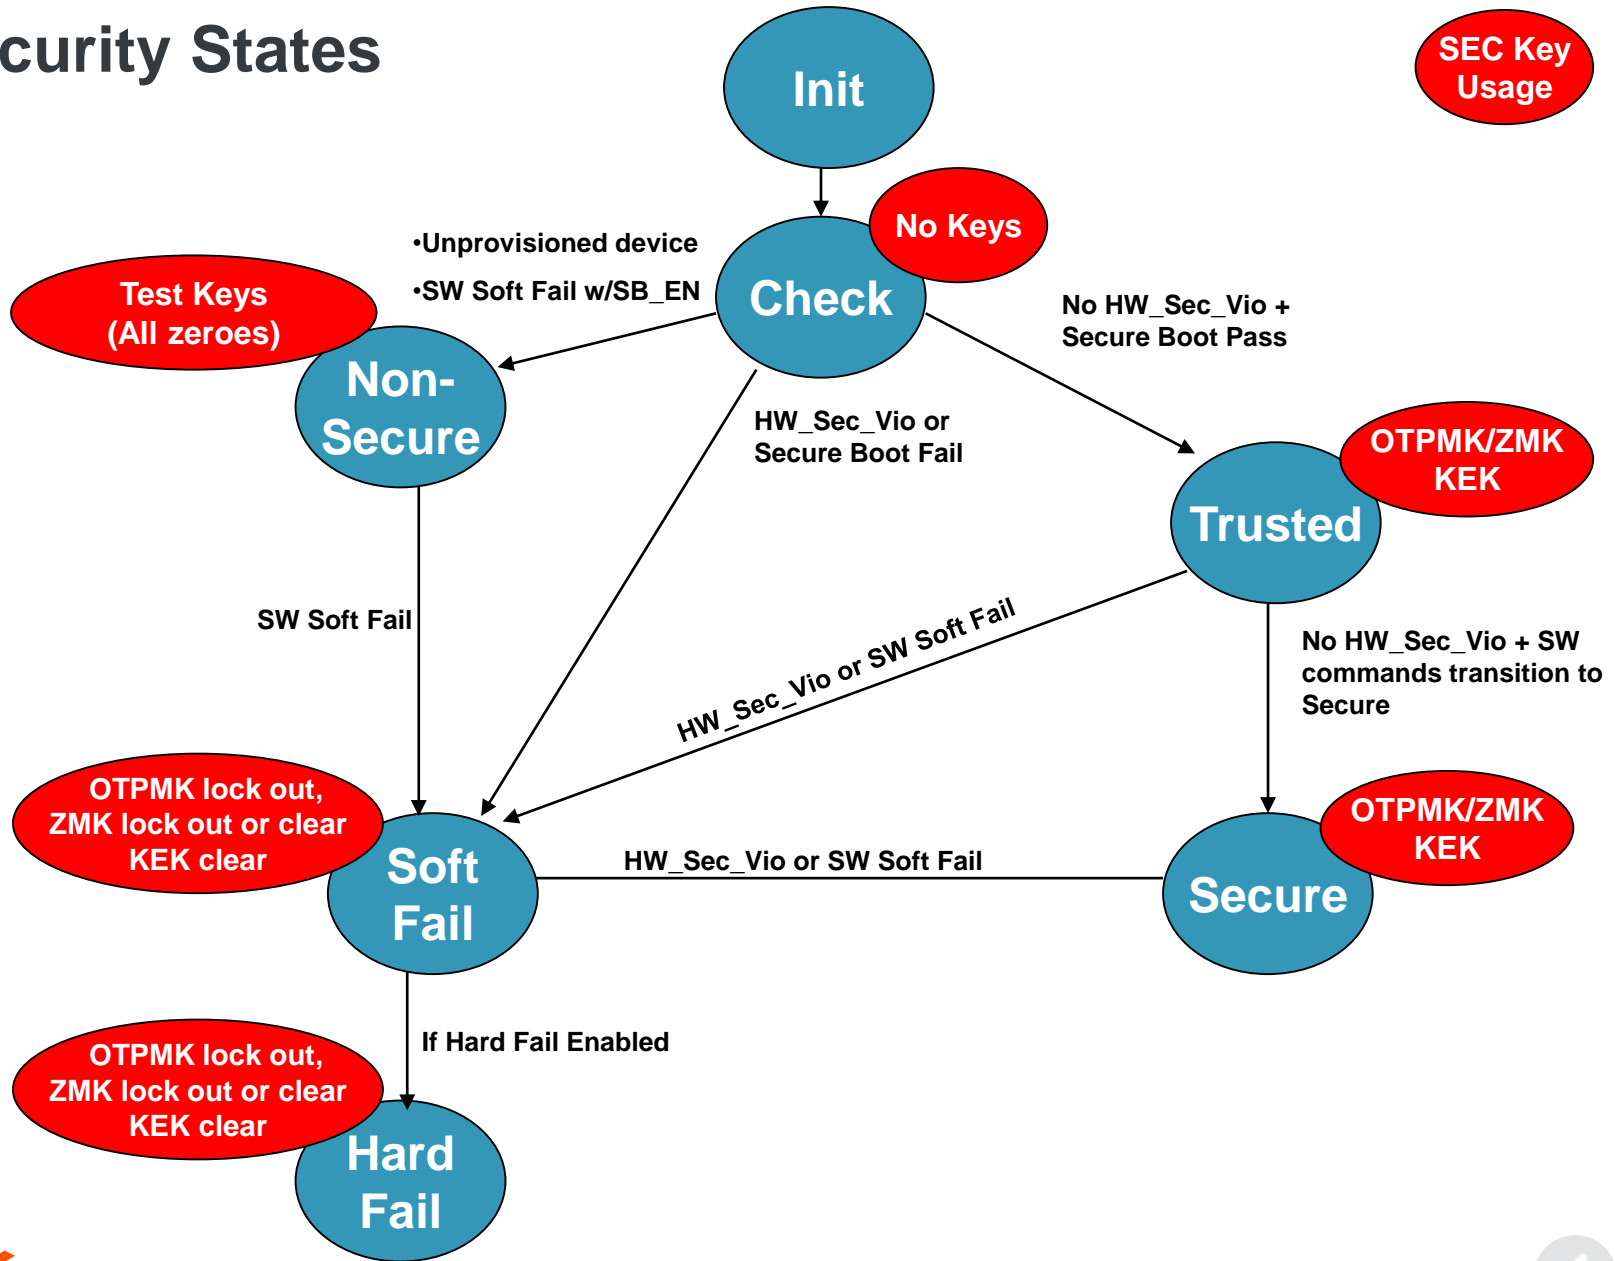 curity States
Init
SEC Key
Usage
No Keys
•Unprovisioned device
•SW Soft Fail w/SB_EN
Check
Test Keys
(All zeroes)
No HW_Sec_Vio +
Secure Boot Pass
Non-
Secure
HW_Sec_Vio or
Secure Boot Fail
OTPMK/ZMK
KEK
Trusted
SW Soft Fail
HW_Sec_Vio or SW Soft Fail
No HW_Sec_Vio + SW
commands transition to
Secure
OTPMK lock out,
ZMK lock out or clear
KEK clear
Soft
Fail
HW_Sec_Vio or SW Soft Fail
OTPMK/ZMK
KEK
Secure
If Hard Fail Enabled
OTPMK lock out,
ZMK lock out or clear
KEK clear
Hard
Fail